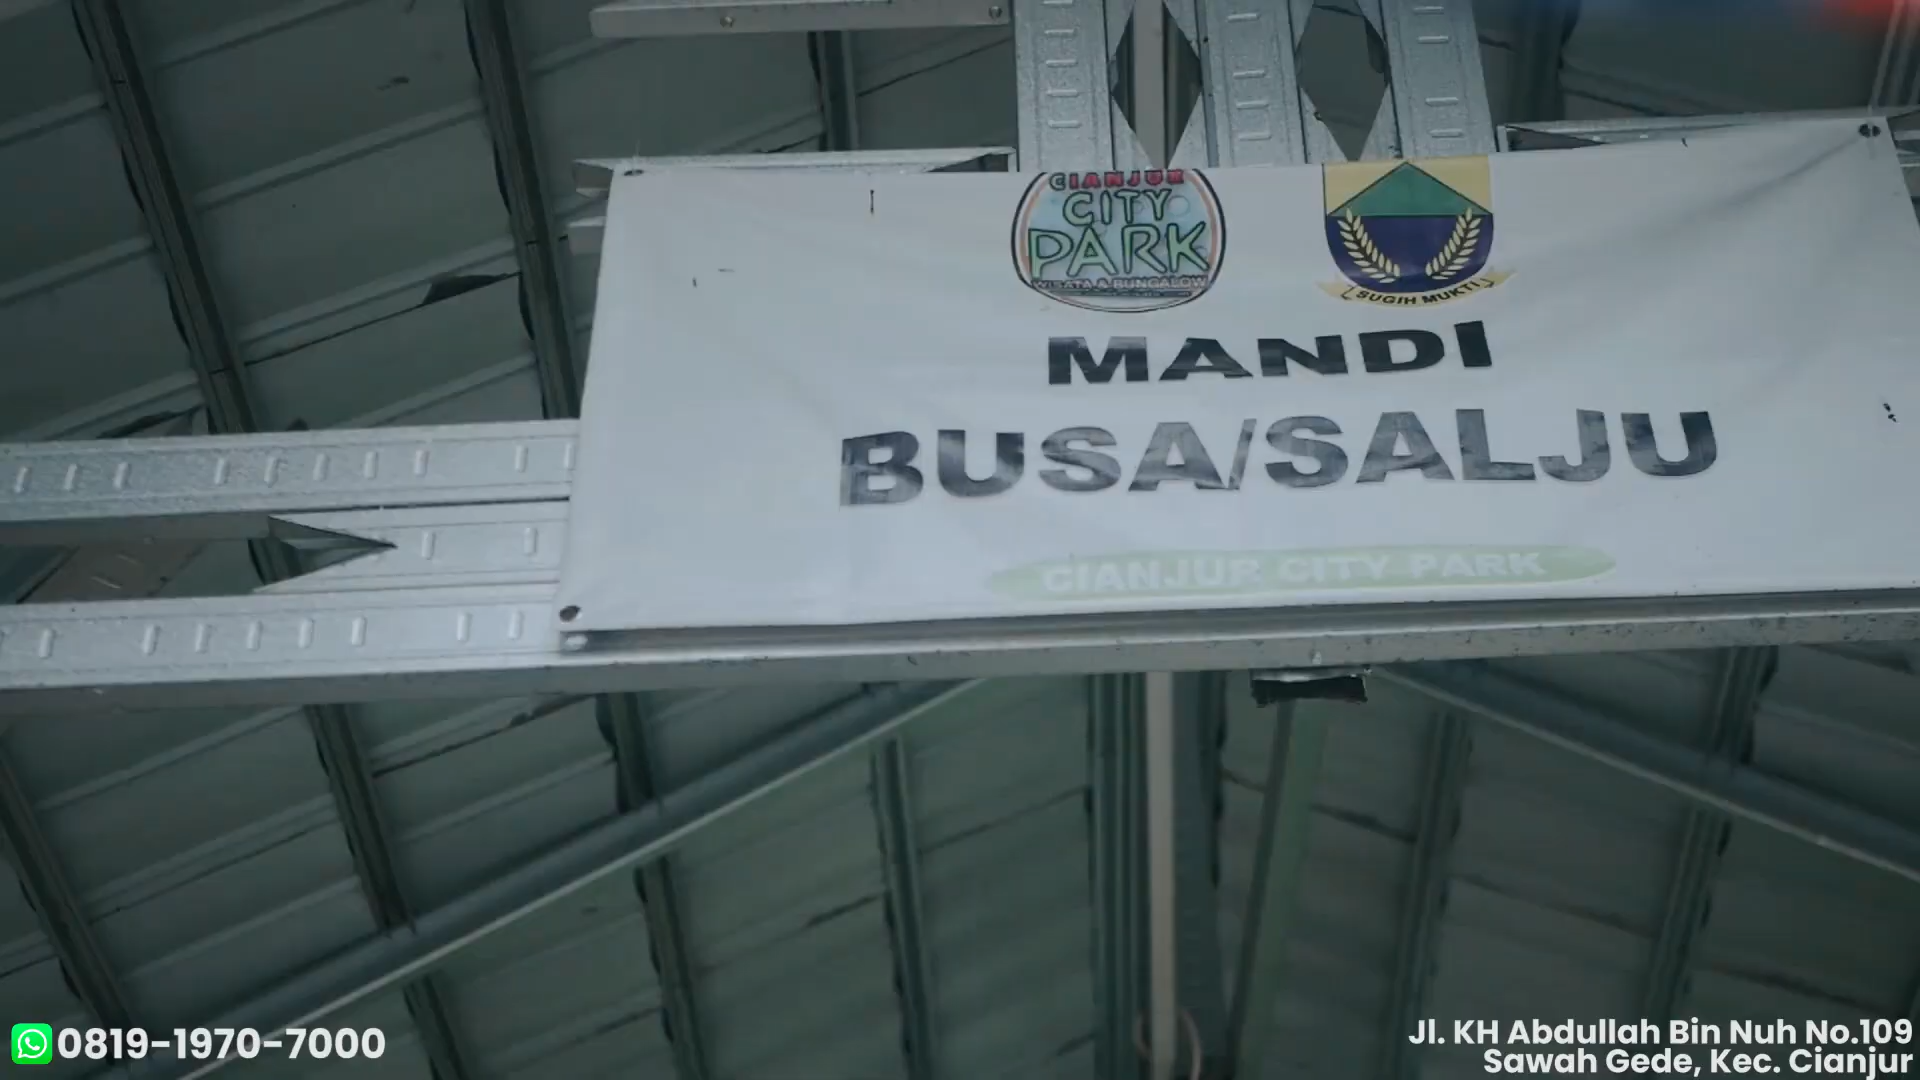 CIANJUR
CITY
PARK
WISATA & BUNGALOW
SUGIH MUKTI
MANDI
BUSA/SALJU
CIANJUR CITY PARK
0819-1970-7000
Jl. KH Abdullah Bin Nuh No.109
Sawah Gede, Kec. Cianjur